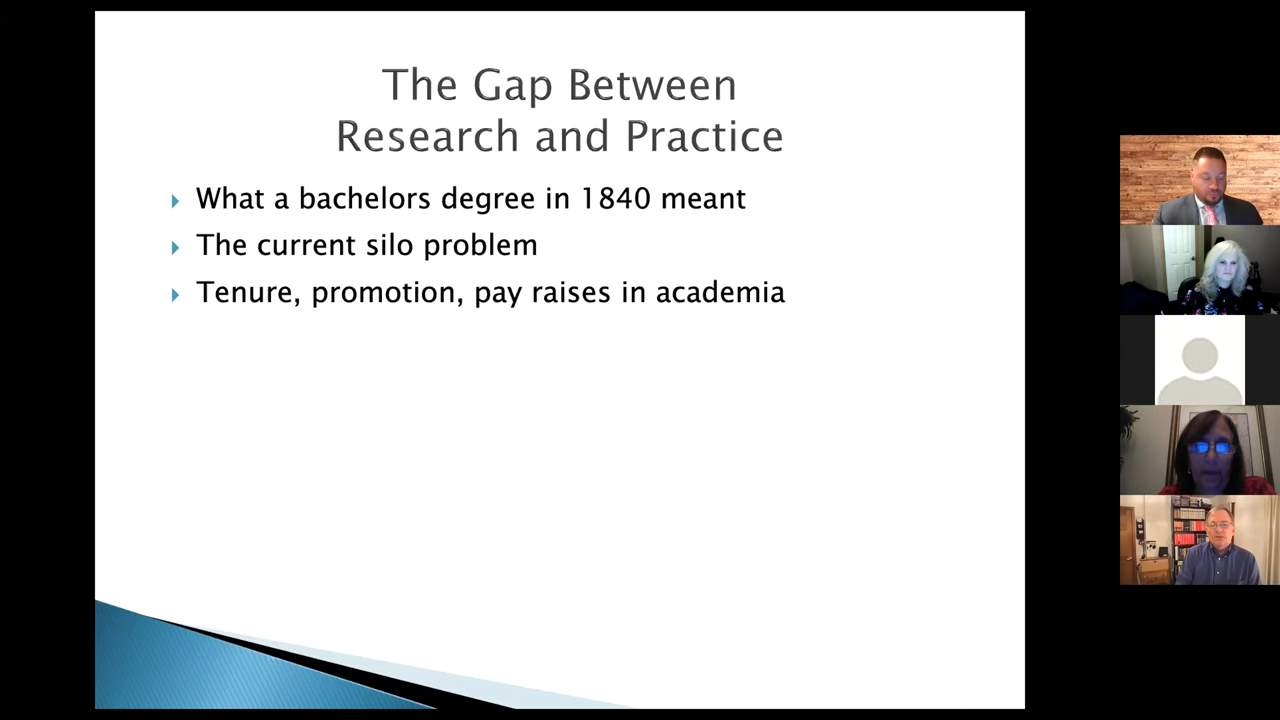 The Gap Between
Research and Practice
What a bachelors degree in 1840 meant
The current silo problem
Tenure, promotion, pay raises in academia